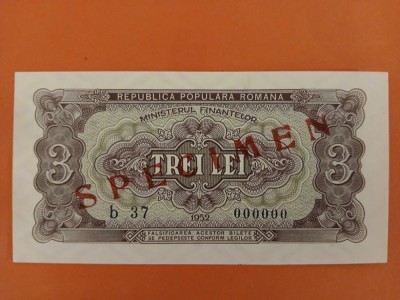 REPUBLICA POPULARA ROMANA
MINISTERUL FINANTELOR
3 TREI LEI 3
SPECIMEN
b 37 1952 000000
FALSIFICAREA ACESTOR BILETE
SE PEDEPSESTE CONFORM LEGILOR